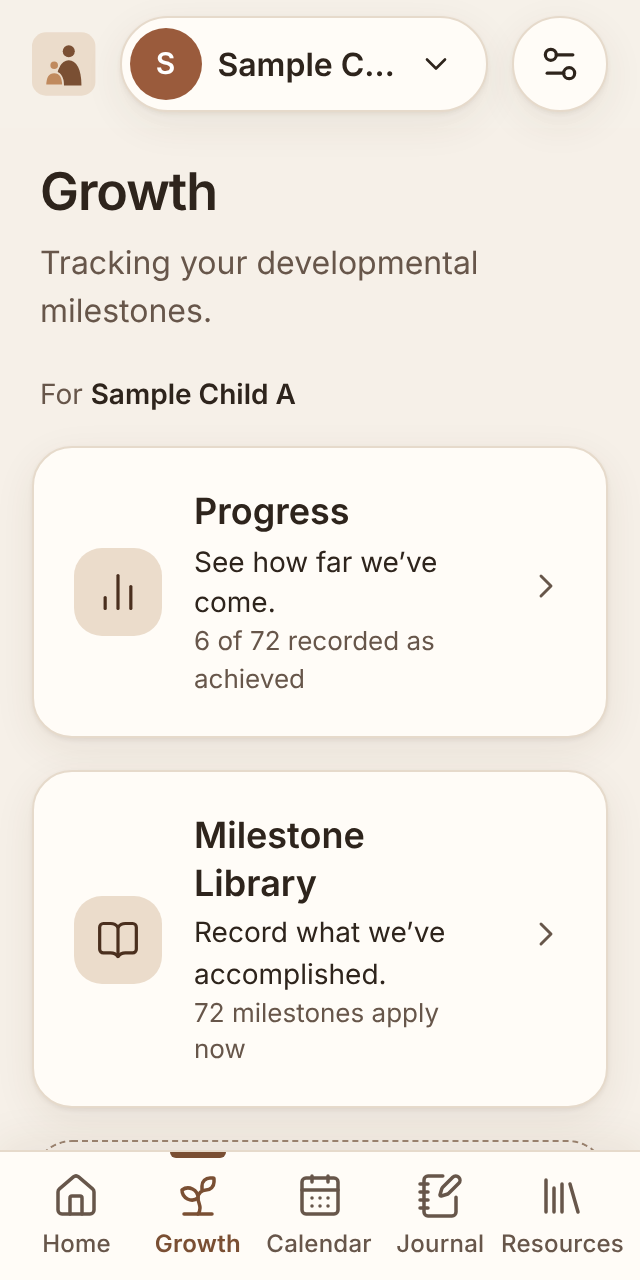 S
Sample C...
Growth
Tracking your developmental
milestones.
For Sample Child A
Progress
See how far we’ve
come.
6 of 72 recorded as
achieved
Milestone
Library
Record what we’ve
accomplished.
72 milestones apply
now
Home
Growth
Calendar
Journal
Resources